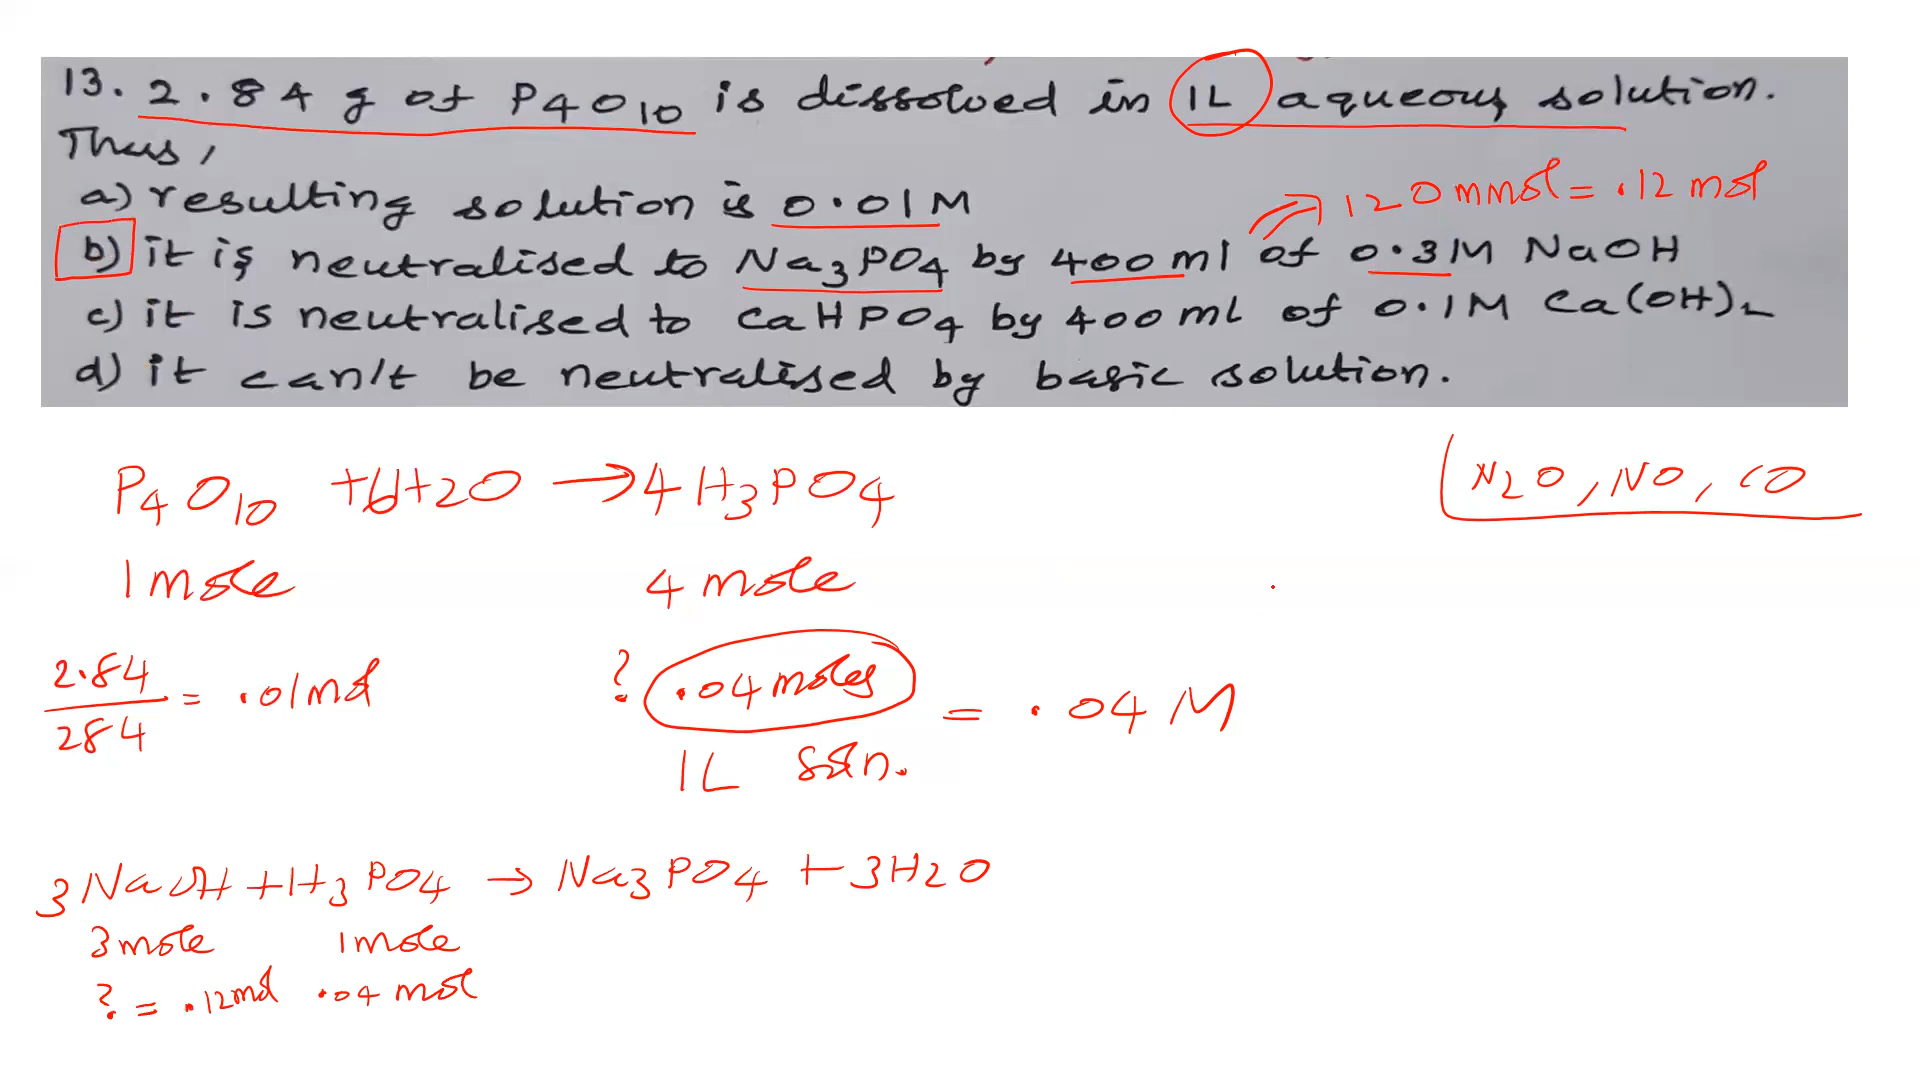 13. 2.84 g of P4O10 is dissolved in 1L aqueous solution.
Thus,
a) resulting solution is 0.01M
120 mmol = .12 mol
b) it is neutralised to Na3PO4 by 400 ml of 0.3M NaOH
c) it is neutralised to CaHPO4 by 400 mL of 0.1M Ca(OH)2
d) it can't be neutralised by basic solution.
P4O10 + 6H2O → 4H3PO4
N2O, NO, CO
1 mole 4 mole
2.84/284 = .01 mol ? .04 moles = .04 M
1L soln.
3NaOH + H3PO4 → Na3PO4 + 3H2O
3 mole 1 mole
? = .12 mol .04 mol